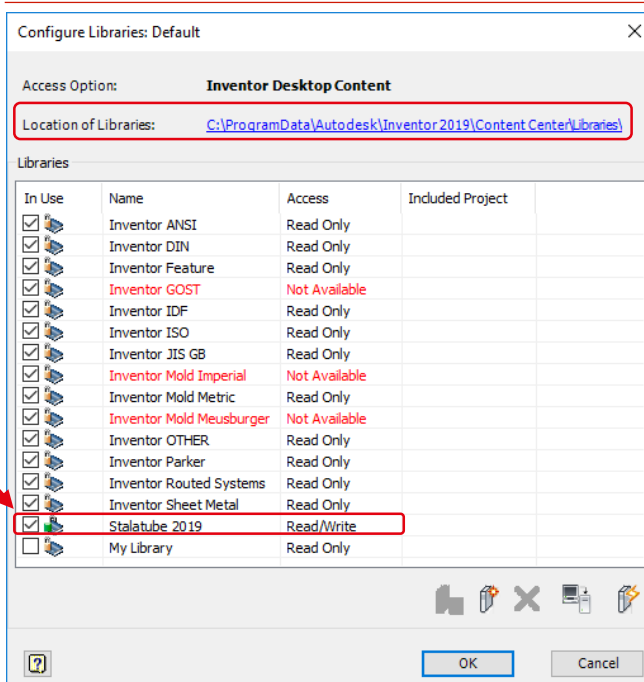 Configure Libraries: Default
Access Option: Inventor Desktop Content
Location of Libraries: C:\ProgramData\Autodesk\Inventor 2019\Content Center\Libraries\
Libraries
In Use Name Access Included Project
Inventor ANSI Read Only
Inventor DIN Read Only
Inventor Feature Read Only
Inventor GOST Not Available
Inventor IDF Read Only
Inventor ISO Read Only
Inventor JIS GB Read Only
Inventor Mold Imperial Not Available
Inventor Mold Metric Read Only
Inventor Mold Meusburger Not Available
Inventor OTHER Read Only
Inventor Parker Read Only
Inventor Routed Systems Read Only
Inventor Sheet Metal Read Only
Stalatube 2019 Read/Write
My Library Read Only
? OK Cancel